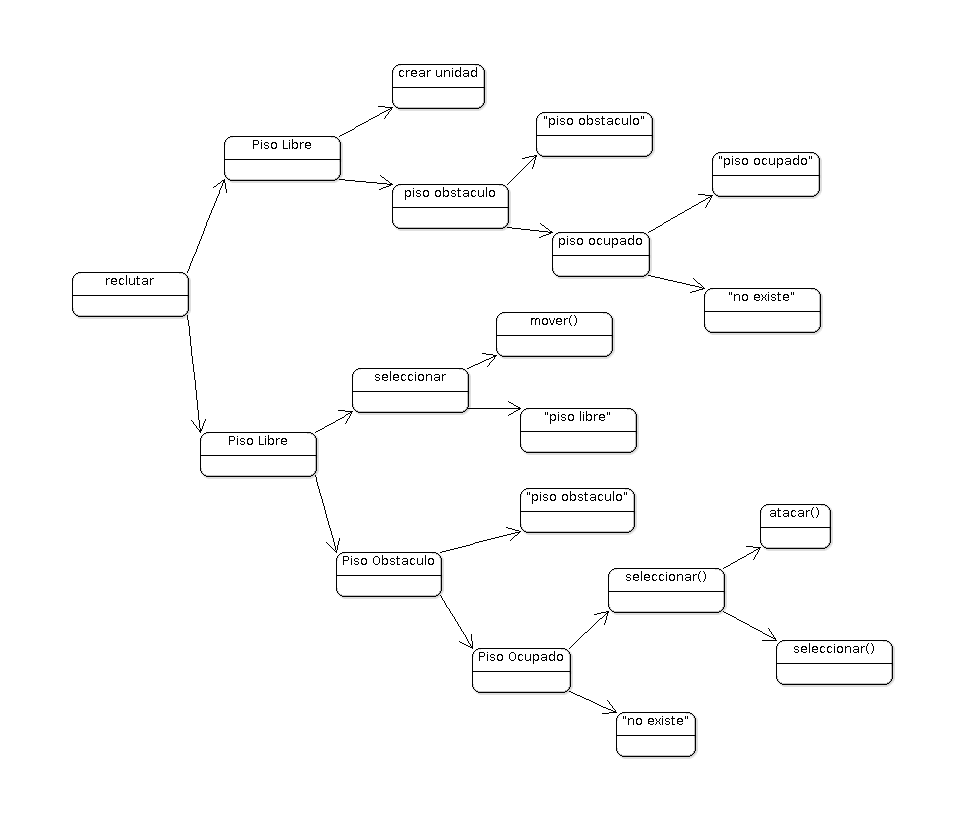 crear unidad
"piso obstaculo"
Piso Libre
"piso ocupado"
piso obstaculo
piso ocupado
reclutar
"no existe"
mover()
seleccionar
"piso libre"
Piso Libre
"piso obstaculo"
atacar()
Piso Obstaculo
seleccionar()
seleccionar()
Piso Ocupado
"no existe"